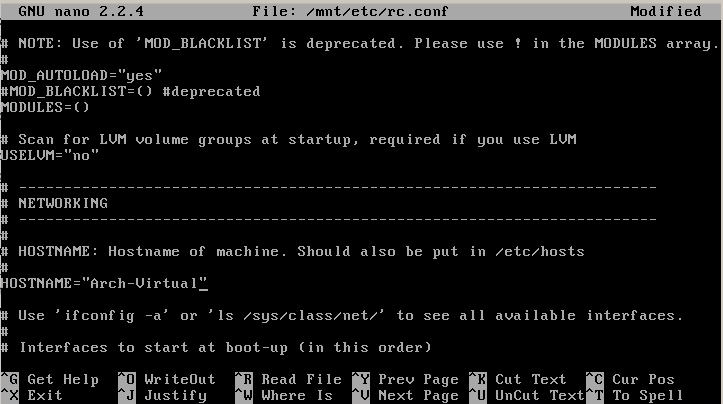 GNU nano 2.2.4 File: /mnt/etc/rc.conf Modified
# NOTE: Use of 'MOD_BLACKLIST' is deprecated. Please use ! in the MODULES array.
#
MOD_AUTOLOAD="yes"
#MOD_BLACKLIST=() #deprecated
MODULES=()
# Scan for LVM volume groups at startup, required if you use LVM
USELVM="no"
# -----------------------------------------------------------------------
# NETWORKING
# -----------------------------------------------------------------------
#
# HOSTNAME: Hostname of machine. Should also be put in /etc/hosts
#
HOSTNAME="Arch-Virtual"
# Use 'ifconfig -a' or 'ls /sys/class/net/' to see all available interfaces.
#
# Interfaces to start at boot-up (in this order)
^G Get Help ^O WriteOut ^R Read File ^Y Prev Page ^K Cut Text ^C Cur Pos
^X Exit ^J Justify ^W Where Is ^V Next Page ^U UnCut Text ^T To Spell